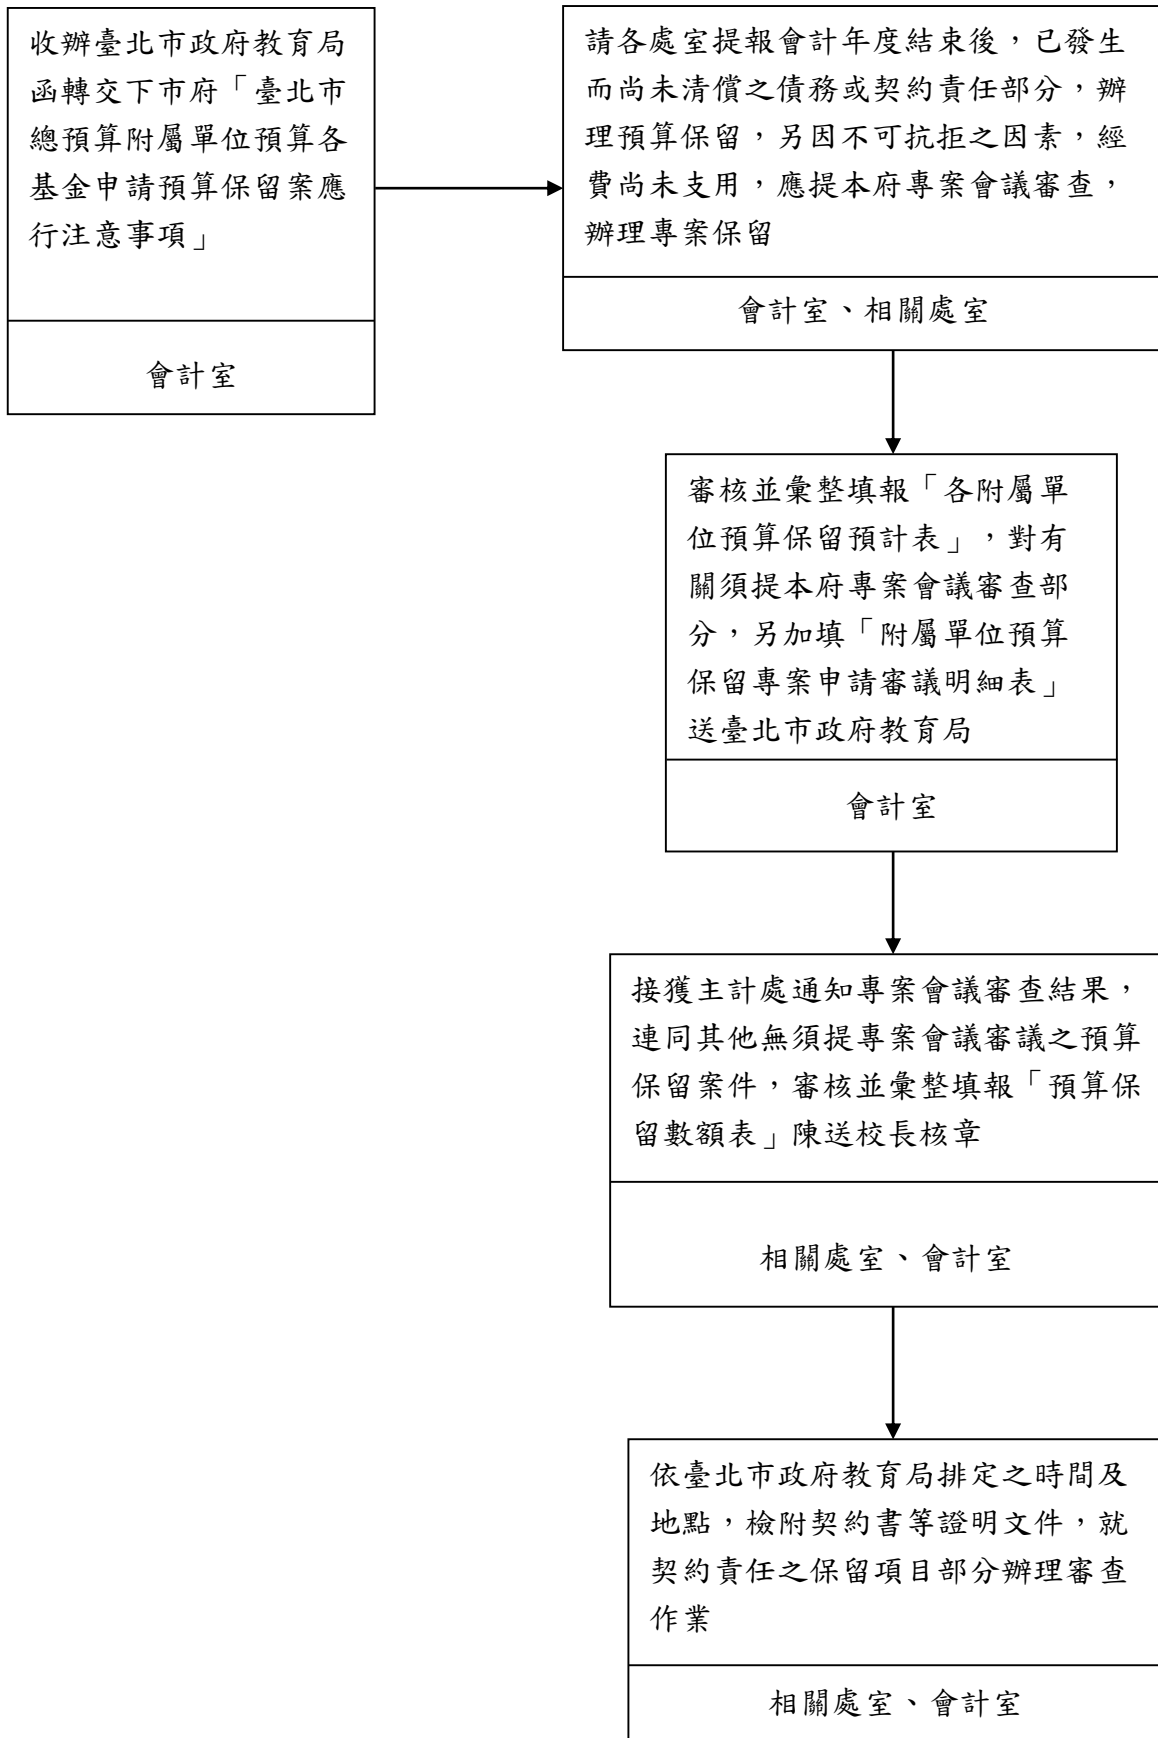 收辦臺北市政府教育局
函轉交下市府「臺北市
總預算附屬單位預算各
基金申請預算保留案應
行注意事項」
會計室
請各處室提報會計年度結束後，已發生
而尚未清償之債務或契約責任部分，辦
理預算保留，另因不可抗拒之因素，經
費尚未支用，應提本府專案會議審查，
辦理專案保留
會計室、相關處室
審核並彙整填報「各附屬單
位預算保留預計表」，對有
關須提本府專案會議審查部
分，另加填「附屬單位預算
保留專案申請審議明細表」
送臺北市政府教育局
會計室
接獲主計處通知專案會議審查結果，
連同其他無須提專案會議審議之預算
保留案件，審核並彙整填報「預算保
留數額表」陳送校長核章
相關處室、會計室
依臺北市政府教育局排定之時間及
地點，檢附契約書等證明文件，就
契約責任之保留項目部分辦理審查
作業
相關處室、會計室